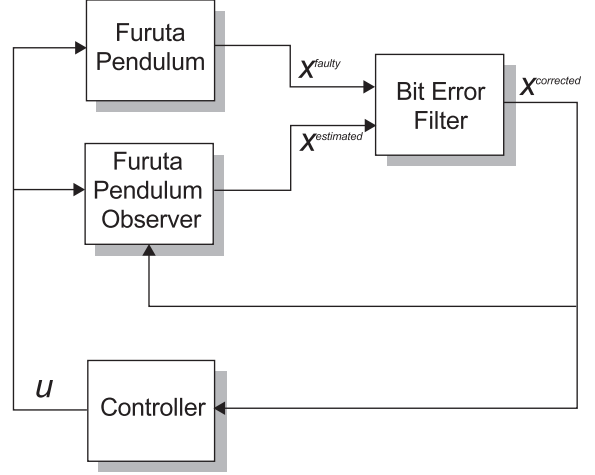 Furuta
Pendulum
x^faulty
Bit Error
Filter
x^corrected
x^estimated
Furuta
Pendulum
Observer
u
Controller